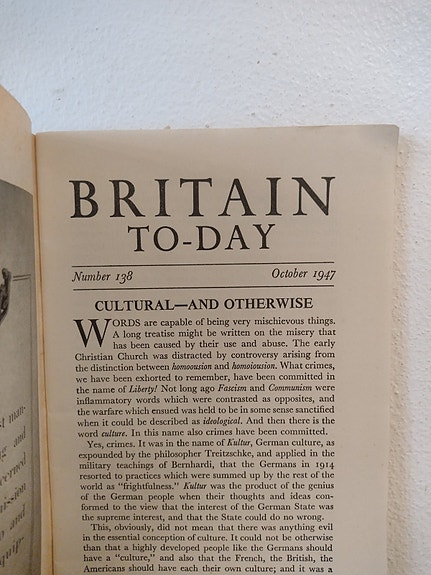 BRITAIN
TO-DAY
Number 138 October 1947
CULTURAL—AND OTHERWISE
WORDS are capable of being very mischievous things.
A long treatise might be written on the misery that
has been caused by their use and abuse. The early
Christian Church was distracted by controversy arising from
the distinction between homoousion and homoiousion. What crimes,
we have been exhorted to remember, have been committed in
the name of Liberty! Not long ago Fascism and Communism were
inflammatory words which were contrasted as opposites, and
the warfare which ensued was held to be in some sense sanctified
when it could be described as ideological. And then there is the
word culture. In this name also crimes have been committed.
Yes, crimes. It was in the name of Kultur, German culture, as
expounded by the philosopher Treitzschke, and applied in the
military teachings of Bernhardi, that the Germans in 1914
resorted to practices which were summed up by the rest of the
world as “frightfulness.” Kultur was the product of the genius
of the German people when their thoughts and ideas con-
formed to the view that the interest of the German State was
the supreme interest, and that the State could do no wrong.
This, obviously, did not mean that there was anything evil
in the essential conception of culture. It could not be otherwise
than that a highly developed people like the Germans should
have a “culture,” and also that the French, the British, the
Americans should have each their own culture; and it was a
and